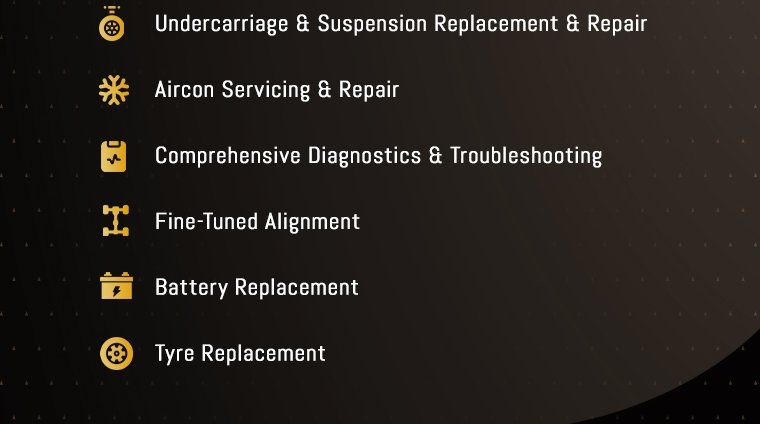 Undercarriage & Suspension Replacement & Repair
Aircon Servicing & Repair
Comprehensive Diagnostics & Troubleshooting
Fine-Tuned Alignment
Battery Replacement
Tyre Replacement